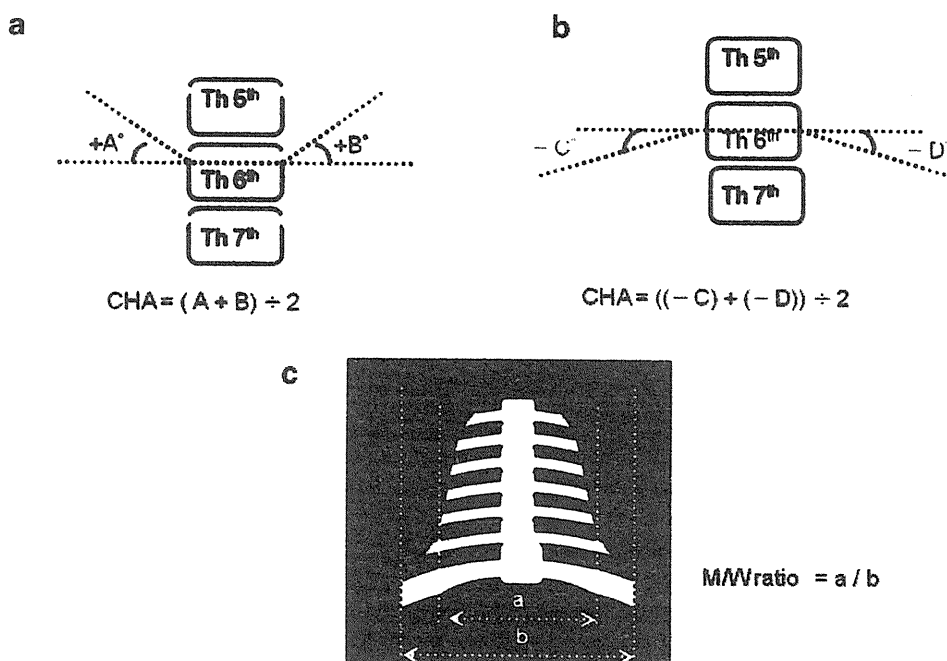 a
Th 5th
+A°
+B°
Th 6th
Th 7th
CHA = ( A + B) ÷ 2
b
Th 5th
Th 6th
– C°
– D°
Th 7th
CHA = ((– C) + (– D)) ÷ 2
c
a
b
M/W ratio = a / b